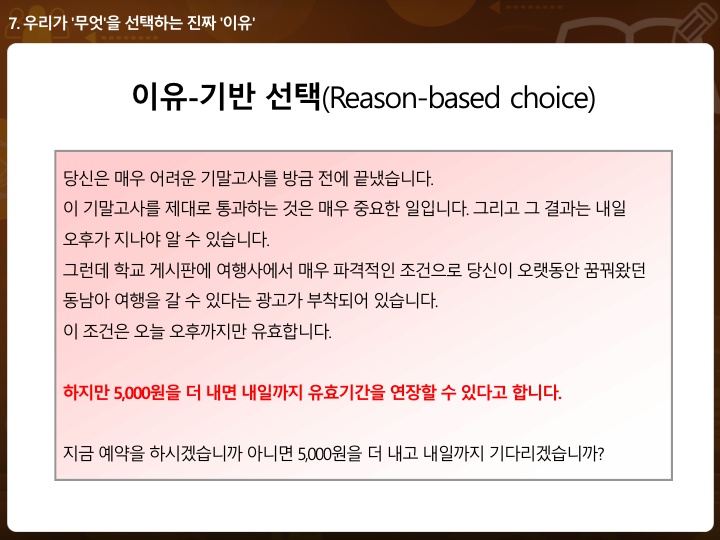 7. 우리가 '무엇'을 선택하는 진짜 '이유'
이유-기반 선택(Reason-based choice)
당신은 매우 어려운 기말고사를 방금 전에 끝냈습니다.
이 기말고사를 제대로 통과하는 것은 매우 중요한 일입니다. 그리고 그 결과는 내일
오후가 지나야 알 수 있습니다.
그런데 학교 게시판에 여행사에서 매우 파격적인 조건으로 당신이 오랫동안 꿈꿔왔던
동남아 여행을 갈 수 있다는 광고가 부착되어 있습니다.
이 조건은 오늘 오후까지만 유효합니다.
하지만 5,000원을 더 내면 내일까지 유효기간을 연장할 수 있다고 합니다.
지금 예약을 하시겠습니까 아니면 5,000원을 더 내고 내일까지 기다리겠습니까?